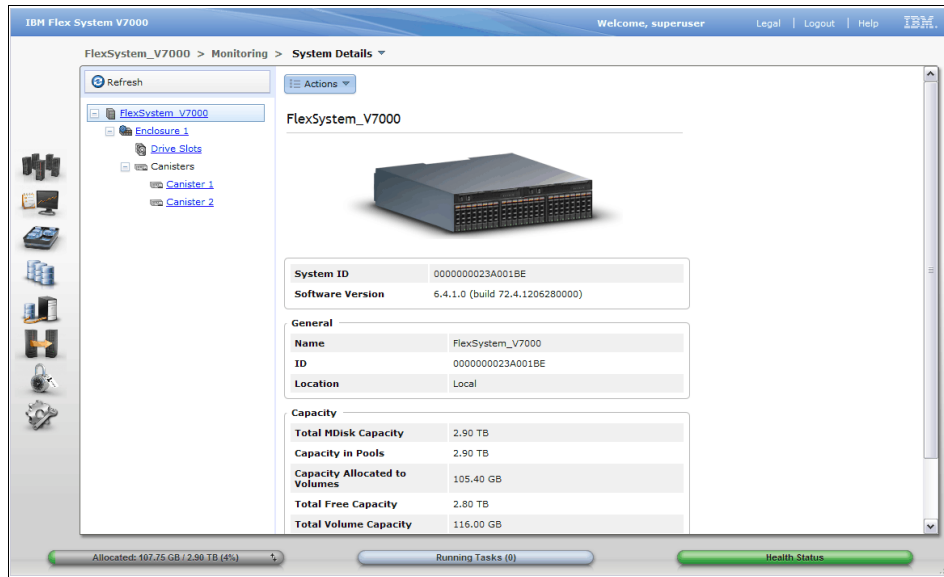 IBM Flex System V7000
Welcome, superuser
Legal | Logout | Help
IBM.
FlexSystem_V7000 > Monitoring > System Details
Refresh
Actions
FlexSystem_V7000
Enclosure 1
Drive Slots
Canisters
Canister 1
Canister 2
FlexSystem_V7000
System ID 0000000023A001BE
Software Version 6.4.1.0 (build 72.4.1206280000)
General
Name FlexSystem_V7000
ID 0000000023A001BE
Location Local
Capacity
Total MDisk Capacity 2.90 TB
Capacity in Pools 2.90 TB
Capacity Allocated to
Volumes 105.40 GB
Total Free Capacity 2.80 TB
Total Volume Capacity 116.00 GB
Allocated: 107.75 GB / 2.90 TB (4%)
Running Tasks (0)
Health Status